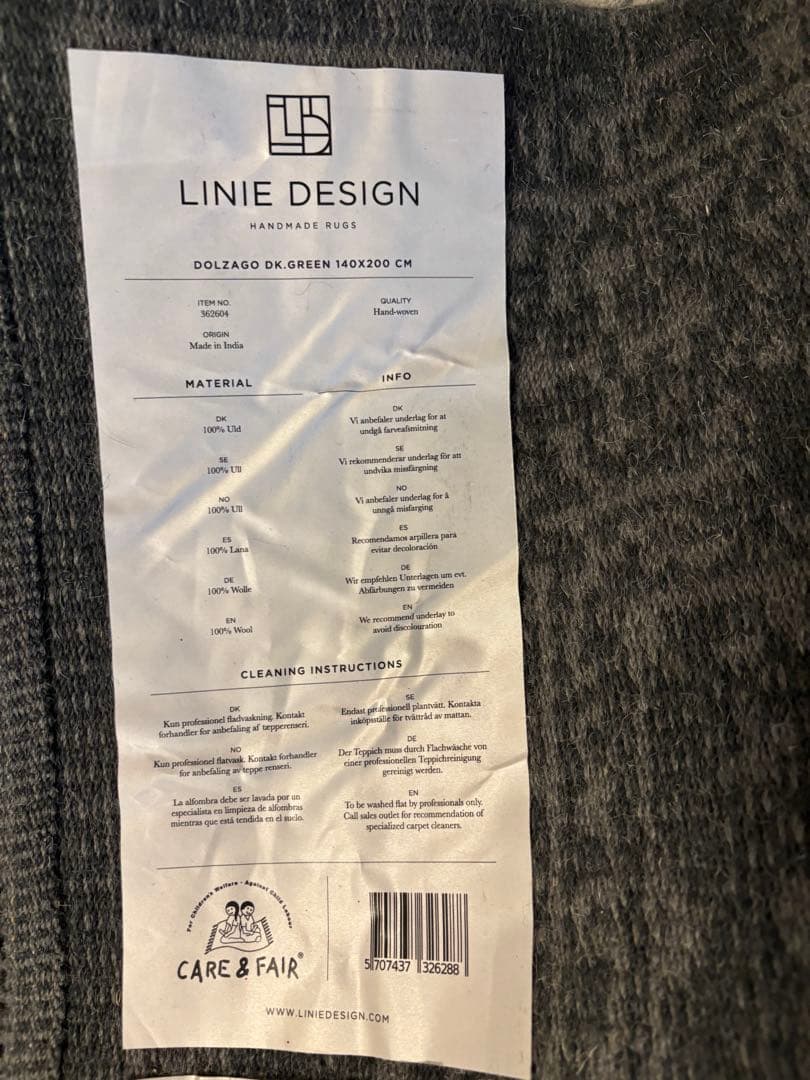 LINIE DESIGN
HANDMADE RUGS
DOLZAGO DK.GREEN 140X200 CM
ITEM NO.
362604
QUALITY
Hand-woven
ORIGIN
Made in India
MATERIAL
DK
100% Uld
SE
100% Ull
NO
100% Ull
ES
100% Lana
DE
100% Wolle
EN
100% Wool
INFO
DK
Vi anbefaler underlag for at
undgå farveafsmitning
SE
Vi rekommenderar underlag för att
undvika missfärgning
NO
Vi anbefaler underlag for å
unngå misfarging
ES
Recomendamos arpillera para
evitar decoloración
DE
Wir empfehlen Unterlagen um evt.
Abfärbungen zu vermeiden
EN
We recommend underlay to
avoid discolouration
CLEANING INSTRUCTIONS
DK
Kun professionel fladvaskning. Kontakt
forhandler for anbefaling af tæpperenseri.
SE
Endast professionell plantvätt. Kontakta
inköpsställe för tvättråd av mattan.
NO
Kun profesionel flatvask. Kontakt forhandler
for anbefaling av teppe renseri.
DE
Der Teppich muss durch Flachwäsche von
einer professionellen Teppichreinigung
gereinigt werden.
ES
La alfombra debe ser lavada por un
especialista en limpieza de alfombras
mientras que está tendida en el suelo.
EN
To be washed flat by professionals only.
Call sales outlet for recommendation of
specialized carpet cleaners.
For Children's Welfare - Against Child Labour
CARE & FAIR®
5 707437 326288
WWW.LINIEDESIGN.COM